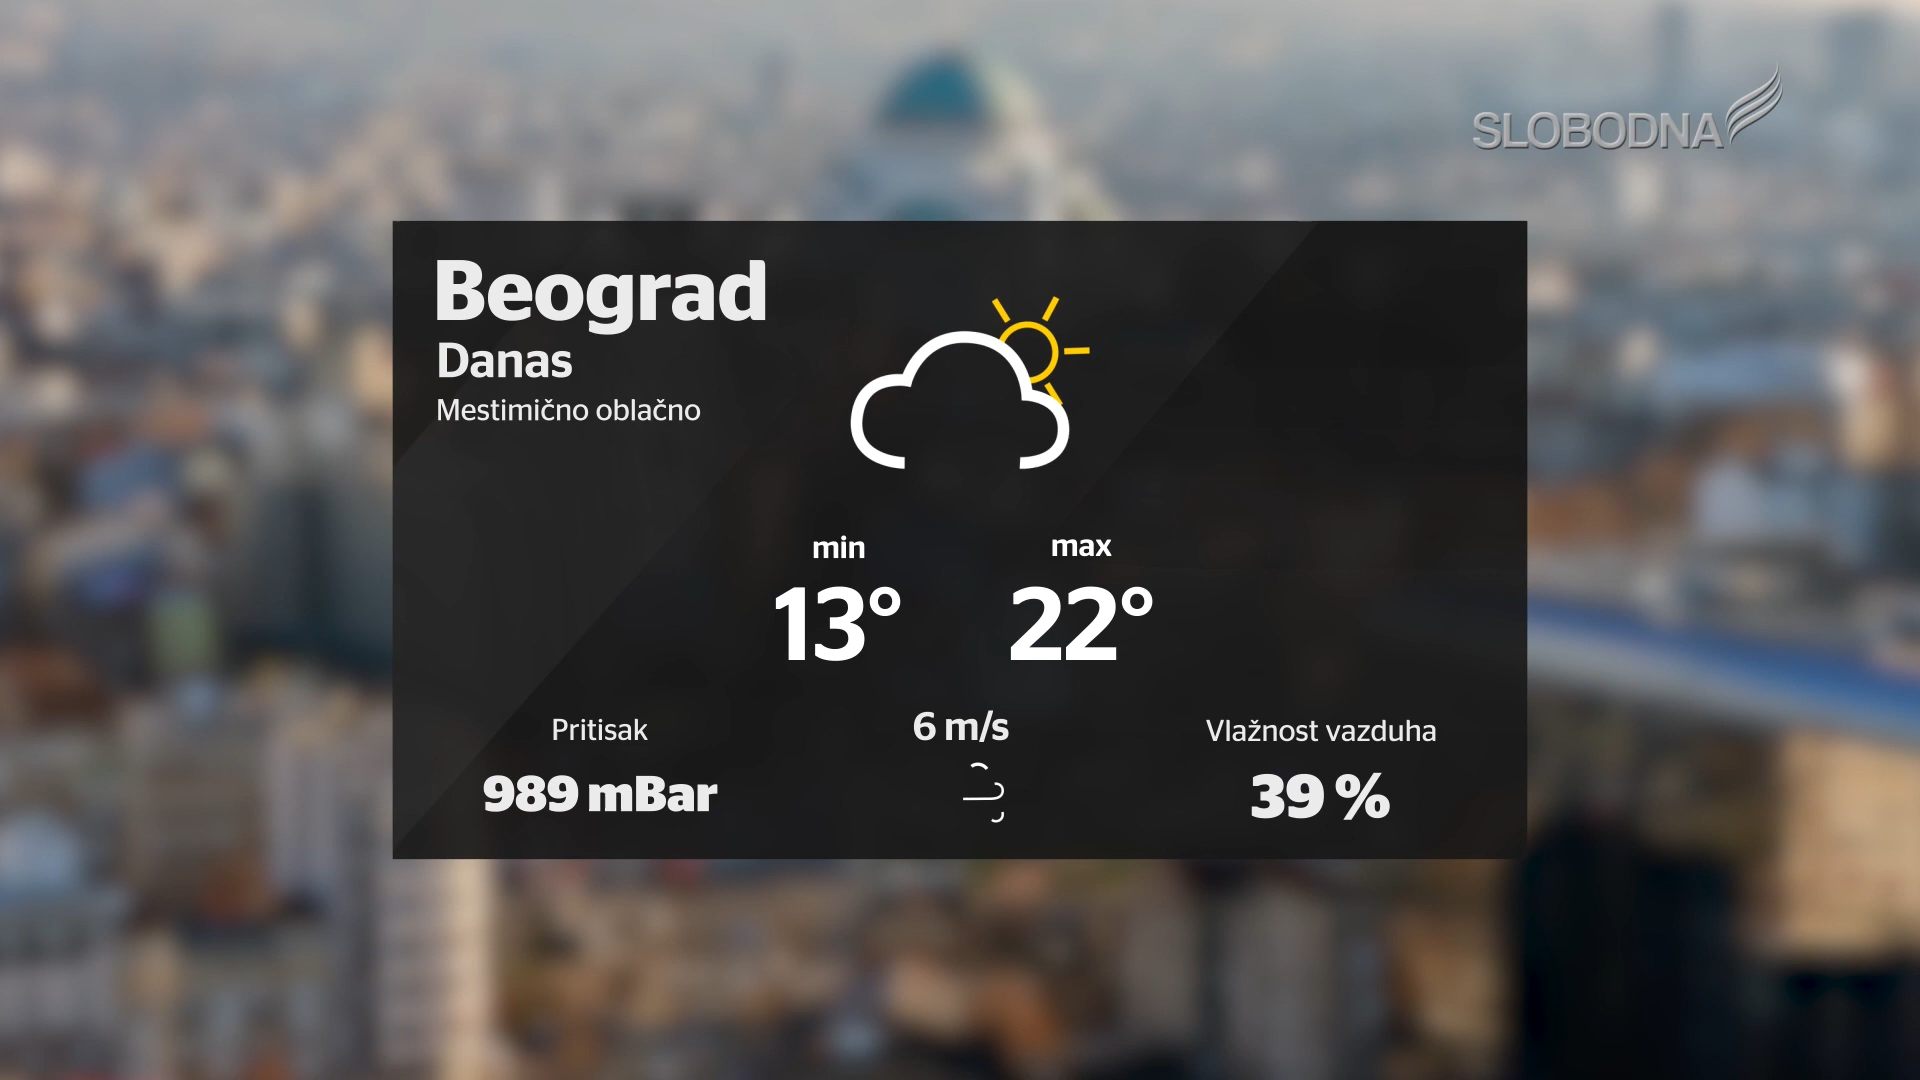 SLOBODNA
Beograd
Danas
Mestimično oblačno
min
max
13°
22°
Pritisak
6 m/s
Vlažnost vazduha
989 mBar
39 %